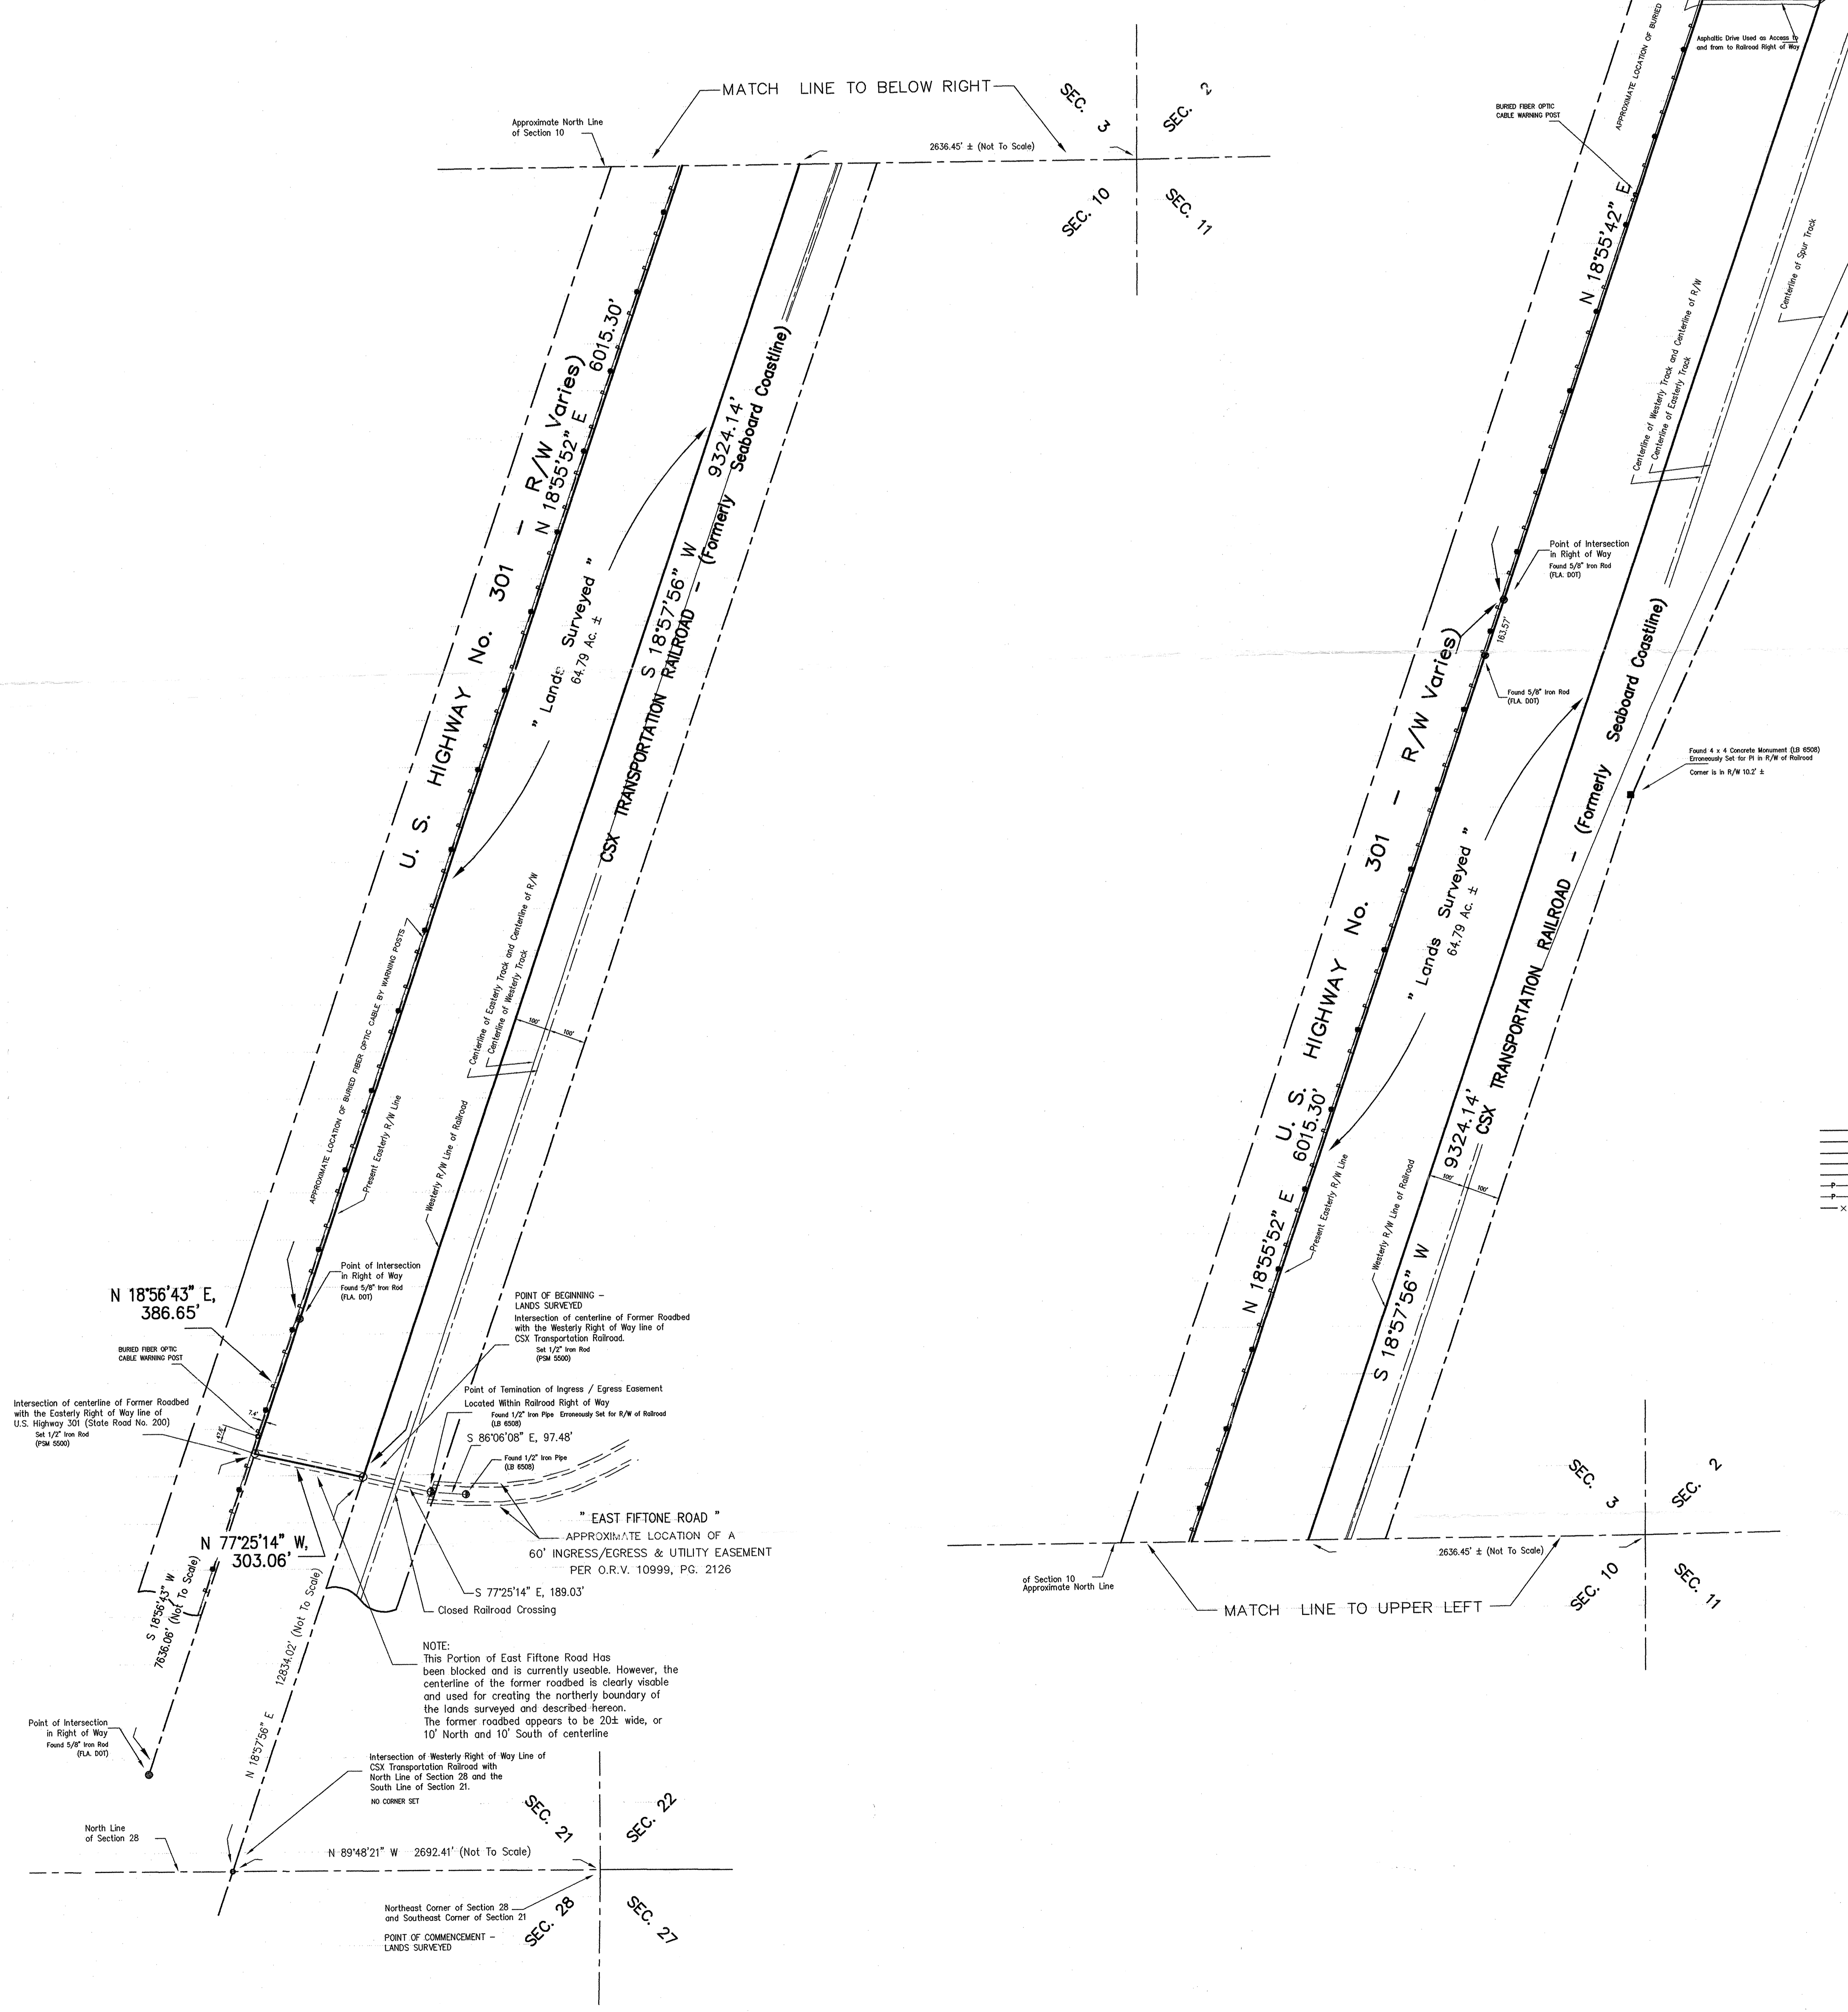 MATCH LINE TO BELOW RIGHT
Approximate North Line
of Section 10
2636.45' ± (Not To Scale)
SEC. 3
SEC. 2
SEC. 10
SEC. 11
U. S. HIGHWAY No. 301 - R/W Varies)
N 18°55'52" E 6015.30'
" Lands Surveyed "
64.79 Ac. ±
S 18°57'56" W 9324.14'
CSX TRANSPORTATION RAILROAD - (Formerly Seaboard Coastline)
APPROXIMATE LOCATION OF BURIED FIBER OPTIC CABLE BY WARNING POSTS
Present Easterly R/W Line
Westerly R/W Line of Railroad
Centerline of Easterly Track and Centerline of R/W
Centerline of Westerly Track
100'
100'
Point of Intersection
in Right of Way
Found 5/8" Iron Rod
(FLA. DOT)
N 18°56'43" E,
386.65'
BURIED FIBER OPTIC
CABLE WARNING POST
Intersection of centerline of Former Roadbed
with the Easterly Right of Way line of
U.S. Highway 301 (State Road No. 200)
Set 1/2" Iron Rod
(PSM 5500)
7.4'
47.6'
POINT OF BEGINNING -
LANDS SURVEYED
Intersection of centerline of Former Roadbed
with the Westerly Right of Way line of
CSX Transportation Railroad.
Set 1/2" Iron Rod
(PSM 5500)
Point of Temination of Ingress / Egress Easement
Located Within Railroad Right of Way
Found 1/2" Iron Pipe Erroneously Set for R/W of Railroad
(LB 6508)
S 86°06'08" E, 97.48'
Found 1/2" Iron Pipe
(LB 6508)
" EAST FIFTONE ROAD "
APPROXIMATE LOCATION OF A
60' INGRESS/EGRESS & UTILITY EASEMENT
PER O.R.V. 10999, PG. 2126
N 77°25'14" W,
303.06'
S 77°25'14" E, 189.03'
Closed Railroad Crossing
S 18°56'43" W
7636.06' (Not To Scale)
N 18°57'56" E 12834.02' (Not To Scale)
NOTE:
This Portion of East Fiftone Road Has
been blocked and is currently useable. However, the
centerline of the former roadbed is clearly visable
and used for creating the northerly boundary of
the lands surveyed and described hereon.
The former roadbed appears to be 20± wide, or
10' North and 10' South of centerline
Point of Intersection
in Right of Way
Found 5/8" Iron Rod
(FLA. DOT)
Intersection of Westerly Right of Way Line of
CSX Transportation Railroad with
North Line of Section 28 and the
South Line of Section 21.
NO CORNER SET
North Line
of Section 28
N 89°48'21" W 2692.41' (Not To Scale)
SEC. 21
SEC. 22
SEC. 28
SEC. 27
Northeast Corner of Section 28
and Southeast Corner of Section 21
POINT OF COMMENCEMENT -
LANDS SURVEYED
Asphaltic Drive Used as Access to
and from to Railroad Right of Way
APPROXIMATE LOCATION OF BURIED
BURIED FIBER OPTIC
CABLE WARNING POST
N 18°55'42" E
Centerline of Spur Track
Centerline of Westerly Track and Centerline of R/W
Centerline of Easterly Track
Point of Intersection
in Right of Way
Found 5/8" Iron Rod
(FLA. DOT)
163.57'
Found 5/8" Iron Rod
(FLA. DOT)
Found 4 x 4 Concrete Monument (LB 6508)
Erroneously Set for PI in R/W of Railroad
Corner is in R/W 10.2' ±
U. S. HIGHWAY No. 301 - R/W Varies)
N 18°55'52" E 6015.30'
" Lands Surveyed "
64.79 Ac. ±
S 18°57'56" W 9324.14'
CSX TRANSPORTATION RAILROAD - (Formerly Seaboard Coastline)
Present Easterly R/W Line
Westerly R/W Line of Railroad
100'
100'
P
P
X
SEC. 3
SEC. 2
SEC. 10
SEC. 11
2636.45' ± (Not To Scale)
of Section 10
Approximate North Line
MATCH LINE TO UPPER LEFT